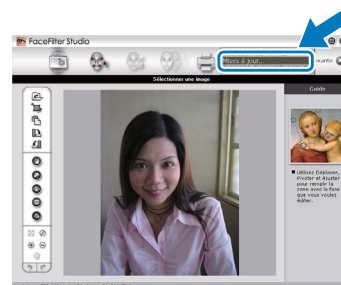 FaceFilter Studio
Mises à jour...
Sélectionner une image
Guide
Utilisez Déplacer,
Pivoter et Ajuster
pour remplir la
zone avec la face
que vous voulez
éditer.